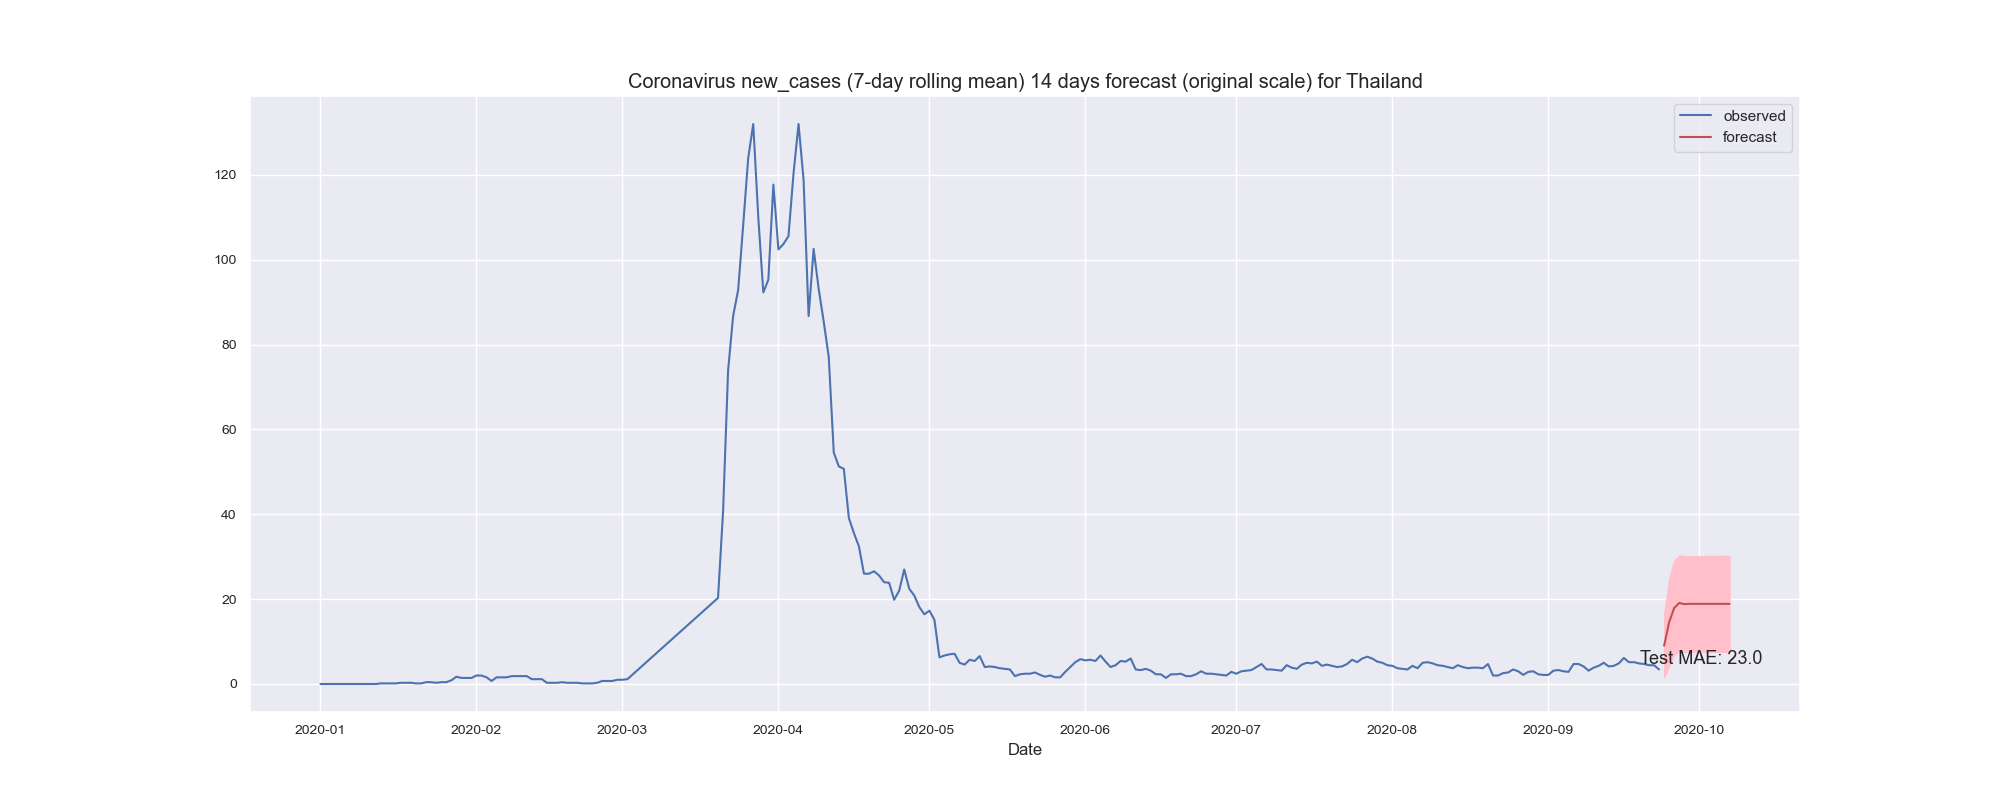 Coronavirus new_cases (7-day rolling mean) 14 days forecast (original scale) for Thailand
observed
forecast
120
100
80
60
40
20
0
Test MAE: 23.0
2020-01 2020-02 2020-03 2020-04 2020-05 2020-06 2020-07 2020-08 2020-09 2020-10
Date